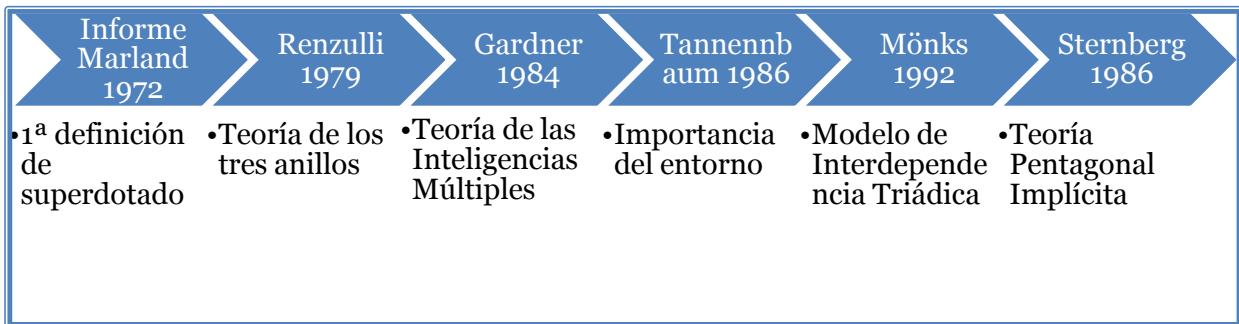 Informe
Marland
1972
Renzulli
1979
Gardner
1984
Tannennb
aum 1986
Mönks
1992
Sternberg
1986
•1ª definición
de
superdotado
•Teoría de los
tres anillos
•Teoría de las
Inteligencias
Múltiples
•Importancia
del entorno
•Modelo de
Interdepende
ncia Triádica
•Teoría
Pentagonal
Implícita